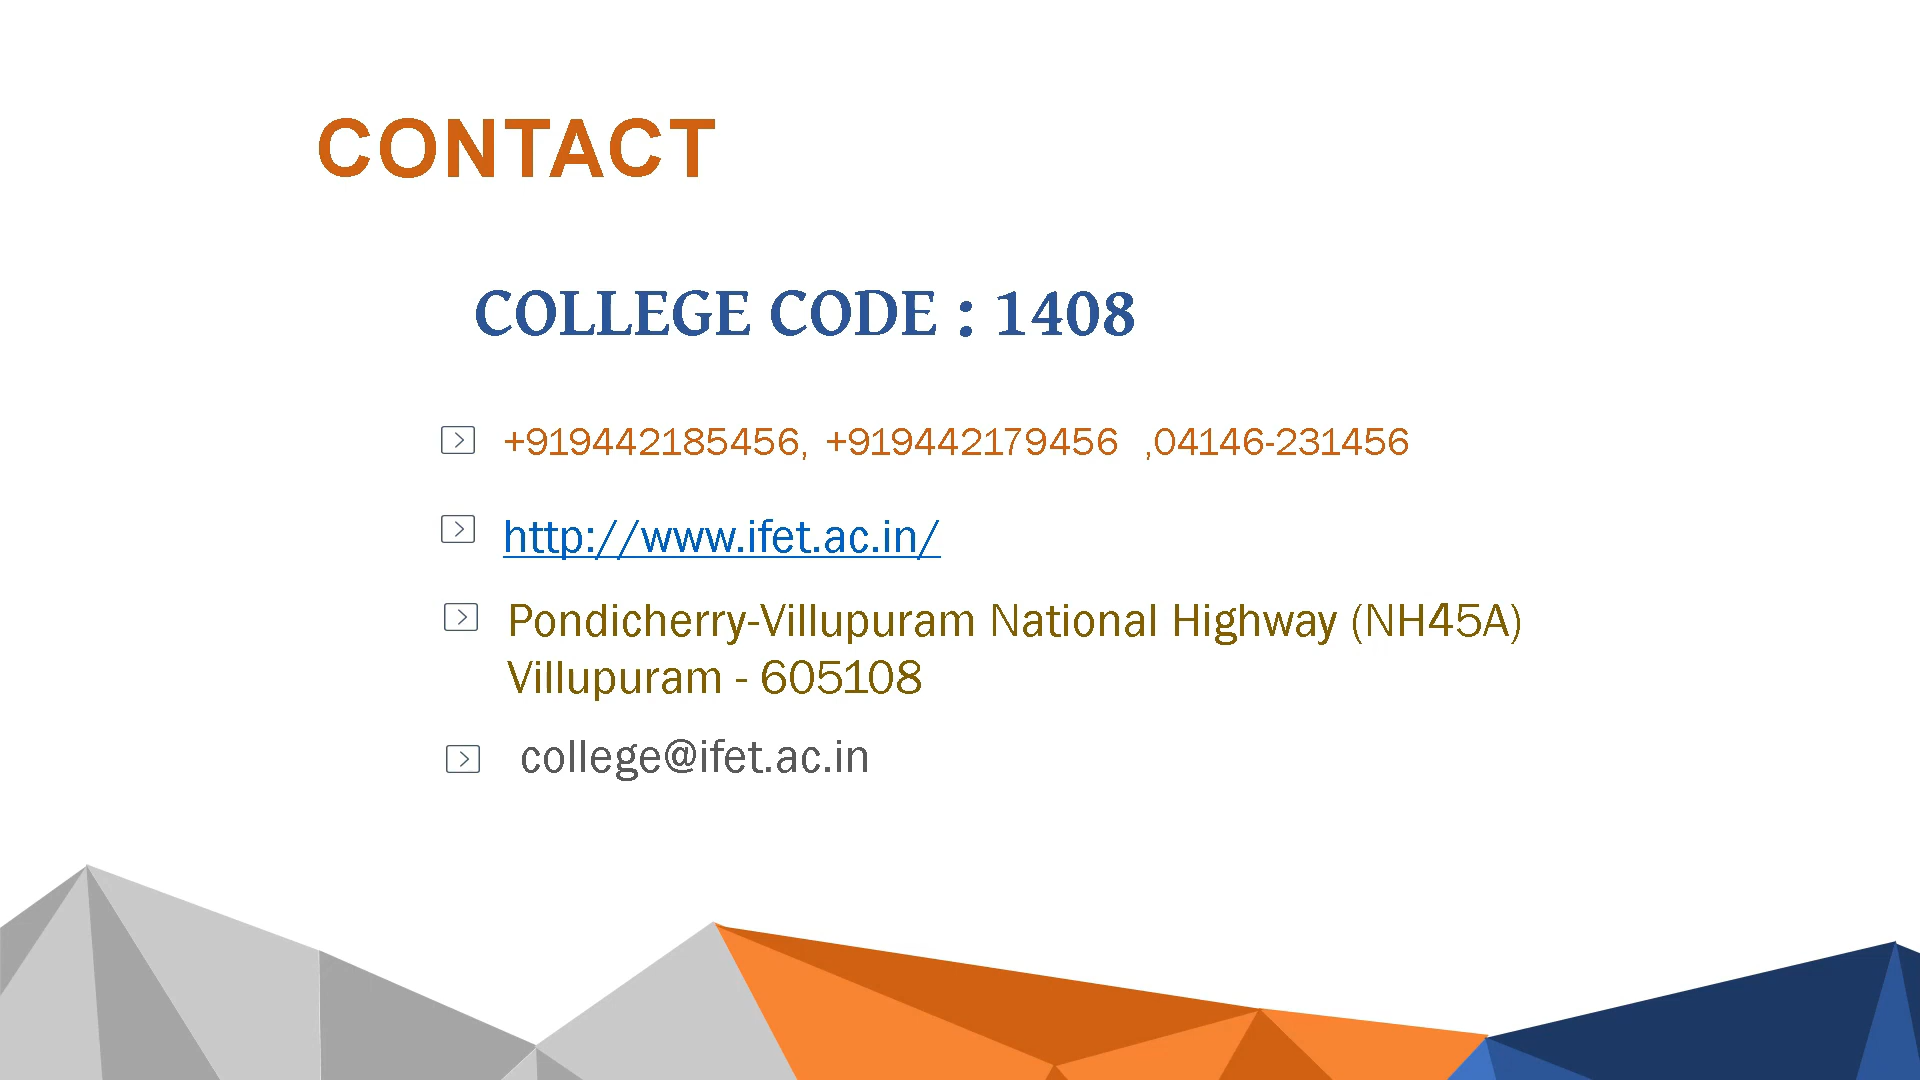 CONTACT
COLLEGE CODE : 1408
+919442185456, +919442179456 ,04146-231456
http://www.ifet.ac.in/
Pondicherry-Villupuram National Highway (NH45A)
Villupuram - 605108
college@ifet.ac.in